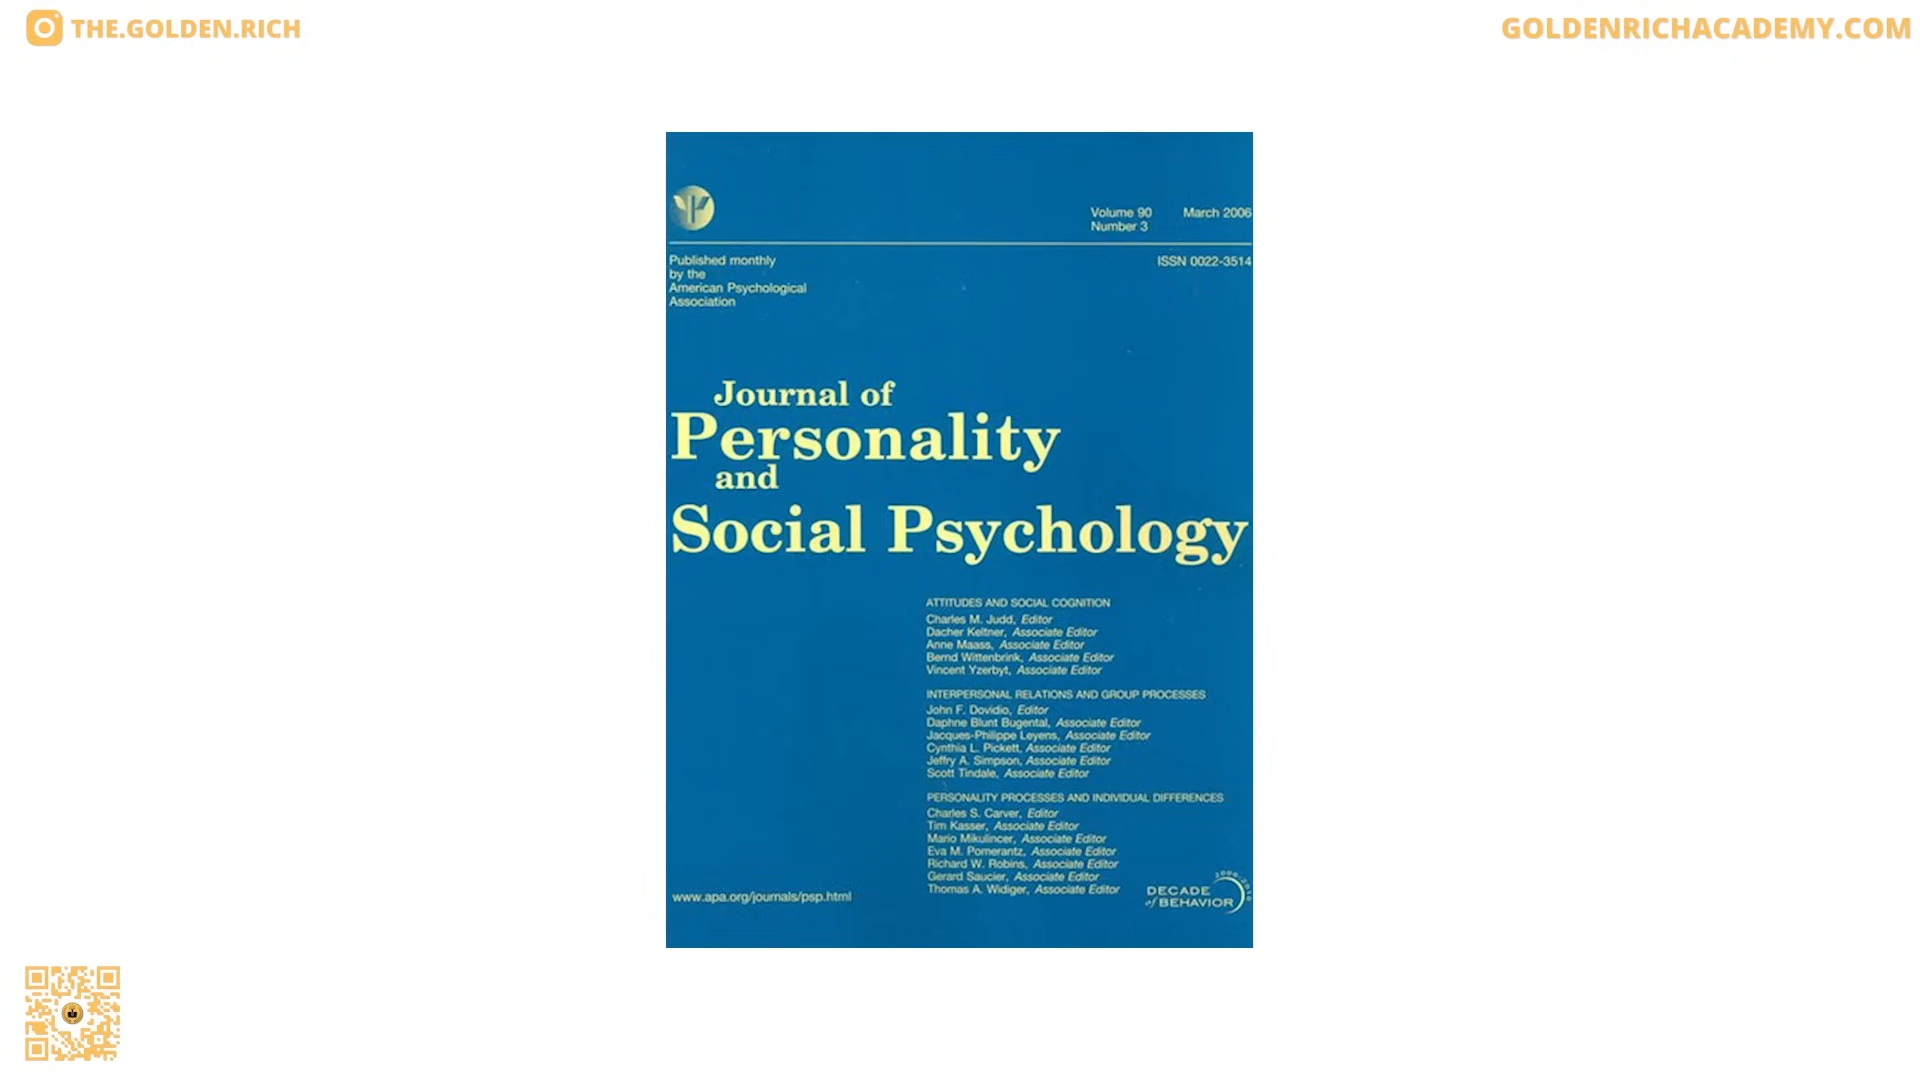 THE.GOLDEN.RICH
GOLDENRICHACADEMY.COM
Volume 90 March 2006
Number 3
Published monthly
by the
American Psychological
Association
ISSN 0022-3514
Journal of
Personality
and
Social Psychology
ATTITUDES AND SOCIAL COGNITION
Charles M. Judd, Editor
Dacher Keltner, Associate Editor
Anne Maass, Associate Editor
Bernd Wittenbrink, Associate Editor
Vincent Yzerbyt, Associate Editor
INTERPERSONAL RELATIONS AND GROUP PROCESSES
John F. Dovidio, Editor
Daphne Blunt Bugental, Associate Editor
Jacques-Philippe Leyens, Associate Editor
Cynthia L. Pickett, Associate Editor
Jeffry A. Simpson, Associate Editor
Scott Tindale, Associate Editor
PERSONALITY PROCESSES AND INDIVIDUAL DIFFERENCES
Charles S. Carver, Editor
Tim Kasser, Associate Editor
Mario Mikulincer, Associate Editor
Eva M. Pomerantz, Associate Editor
Richard W. Robins, Associate Editor
Gerard Saucier, Associate Editor
Thomas A. Widiger, Associate Editor
www.apa.org/journals/psp.html
DECADE
of BEHAVIOR